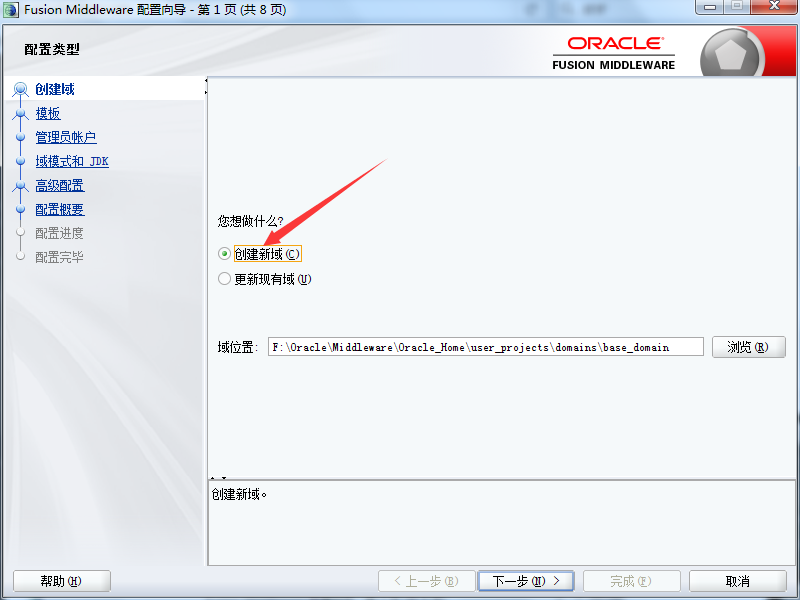 Fusion Middleware 配置向导 - 第 1 页 (共 8 页)
配置类型
ORACLE
FUSION MIDDLEWARE
创建域
模板
管理员帐户
域模式和 JDK
高级配置
配置概要
配置进度
配置完毕
您想做什么?
创建新域(C)
更新现有域(U)
域位置: F:\Oracle\Middleware\Oracle_Home\user_projects\domains\base_domain 浏览(R)
创建新域。
帮助(H) < 上一步(B) 下一步(N) > 完成(F) 取消